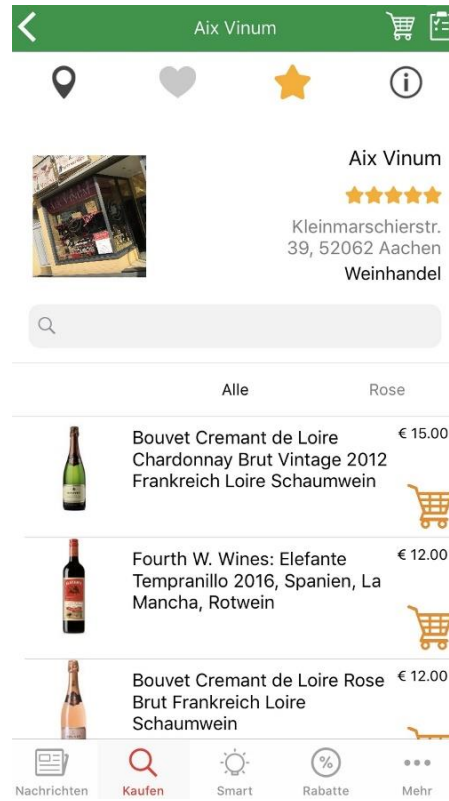 Aix Vinum
Aix Vinum
Kleinmarschierstr.
39, 52062 Aachen
Weinhandel
Alle
Rose
Bouvet Cremant de Loire
Chardonnay Brut Vintage 2012
Frankreich Loire Schaumwein
€ 15.00
Fourth W. Wines: Elefante
Tempranillo 2016, Spanien, La
Mancha, Rotwein
€ 12.00
Bouvet Cremant de Loire Rose
Brut Frankreich Loire
Schaumwein
€ 12.00
Nachrichten
Kaufen
Smart
Rabatte
Mehr